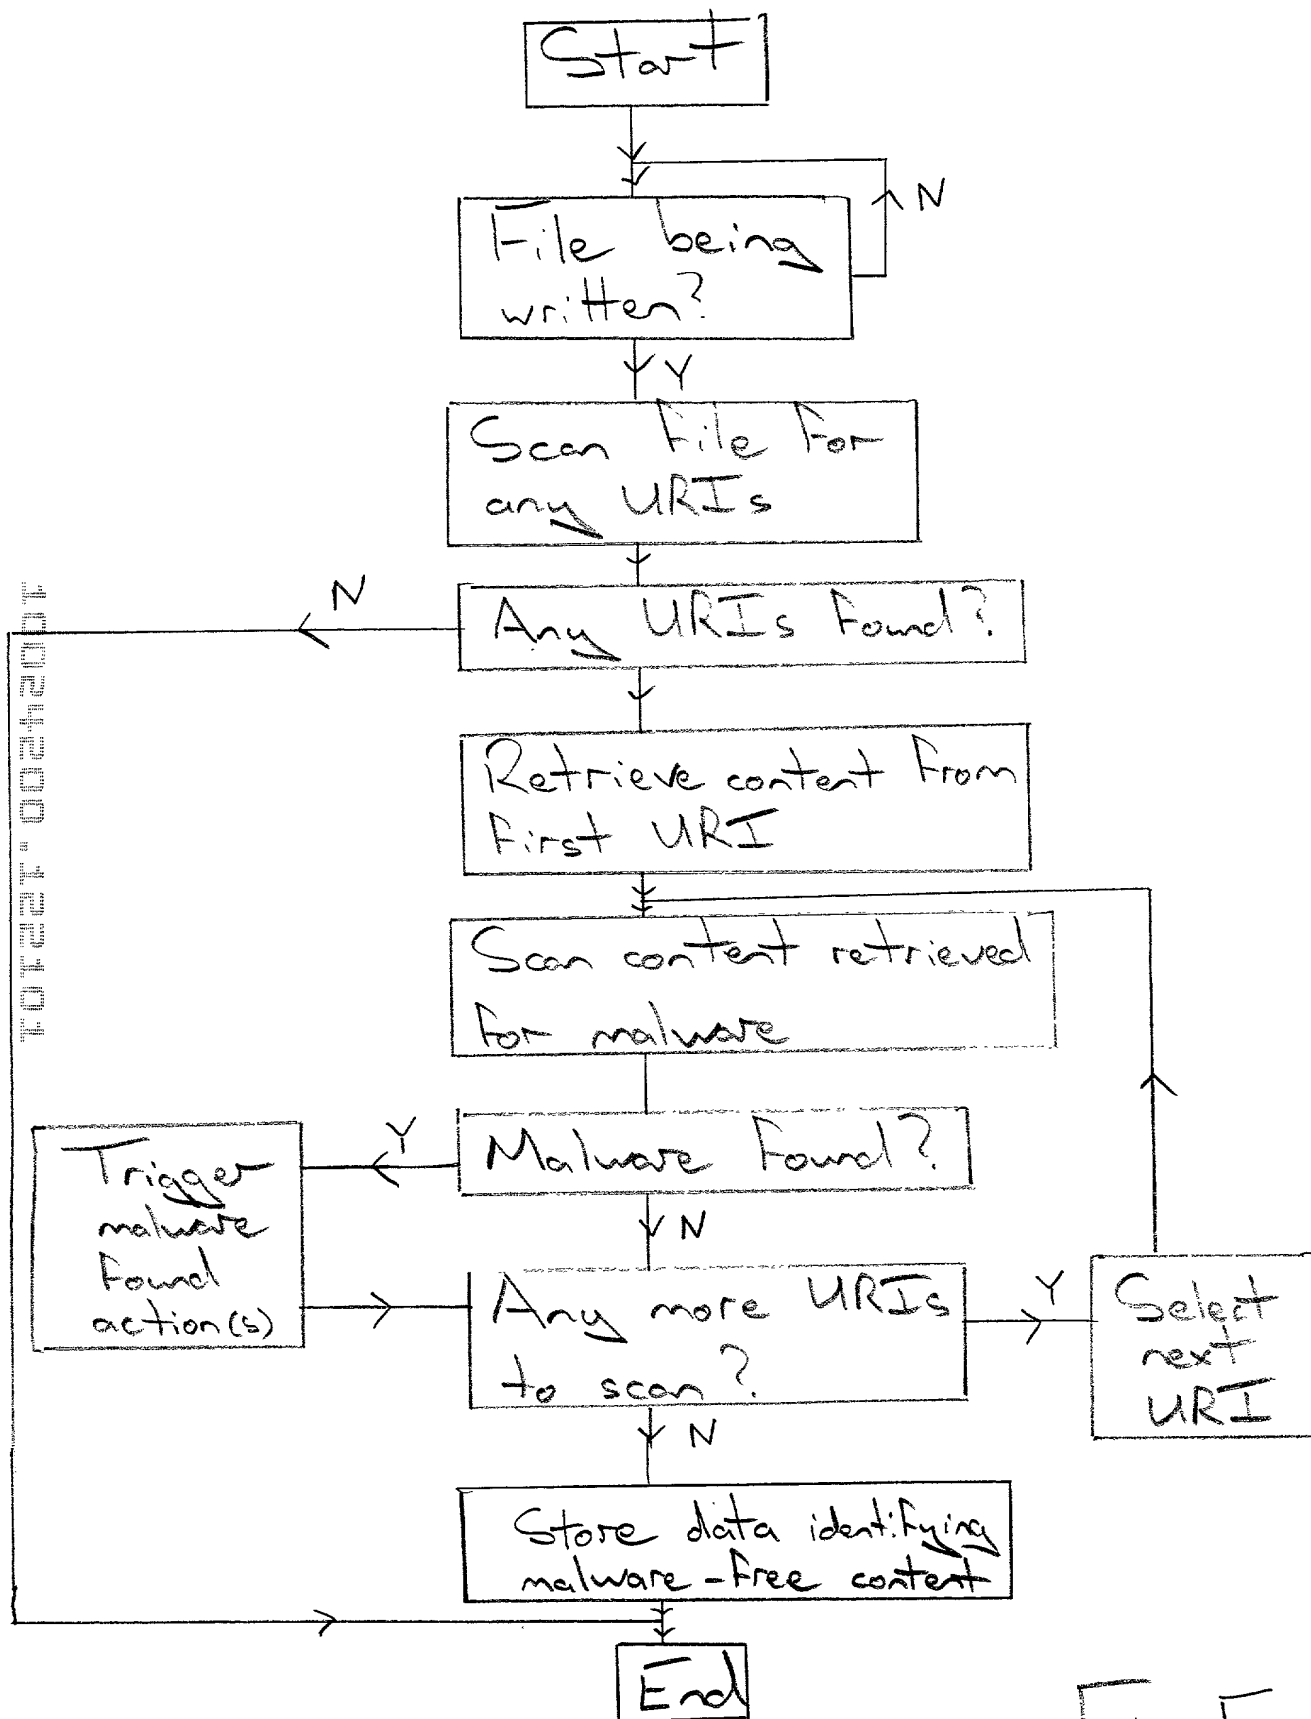 Start
N
File being
written?
Y
Scan File For
any URIs
N
Any URIs Found?
Retrieve content From
First URI
Scan content retrieved
For malware
Y
Malware Found?
Trigger
malware
Found
action(s)
N
Any more URIs
to scan?
Y
Select
next
URI
N
Store data identifying
malware-free content
End
10024200.122101